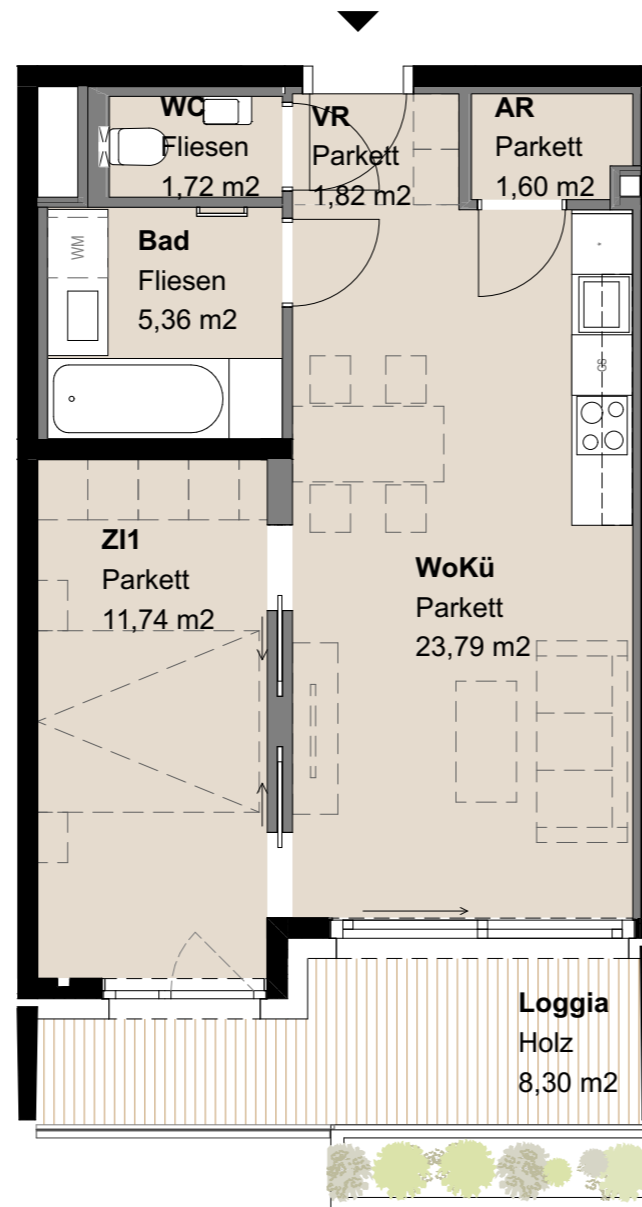 WC
Fliesen
1,72 m2
VR
Parkett
1,82 m2
AR
Parkett
1,60 m2
WM
Bad
Fliesen
5,36 m2
GS
ZI1
Parkett
11,74 m2
WoKü
Parkett
23,79 m2
Loggia
Holz
8,30 m2